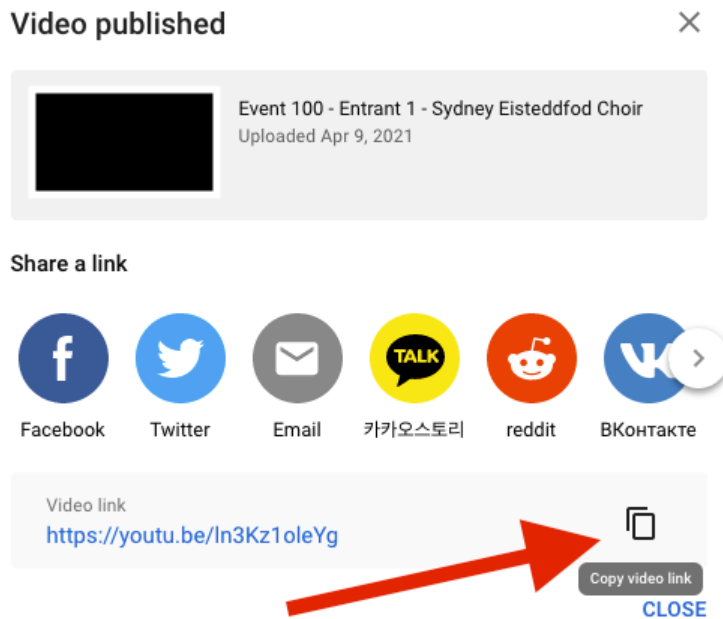 Video published
Event 100 - Entrant 1 - Sydney Eisteddfod Choir
Uploaded Apr 9, 2021
Share a link
f
TALK
Facebook
Twitter
Email
카카오스토리
reddit
ВКонтакте
Video link
https://youtu.be/ln3Kz1oleYg
Copy video link
CLOSE